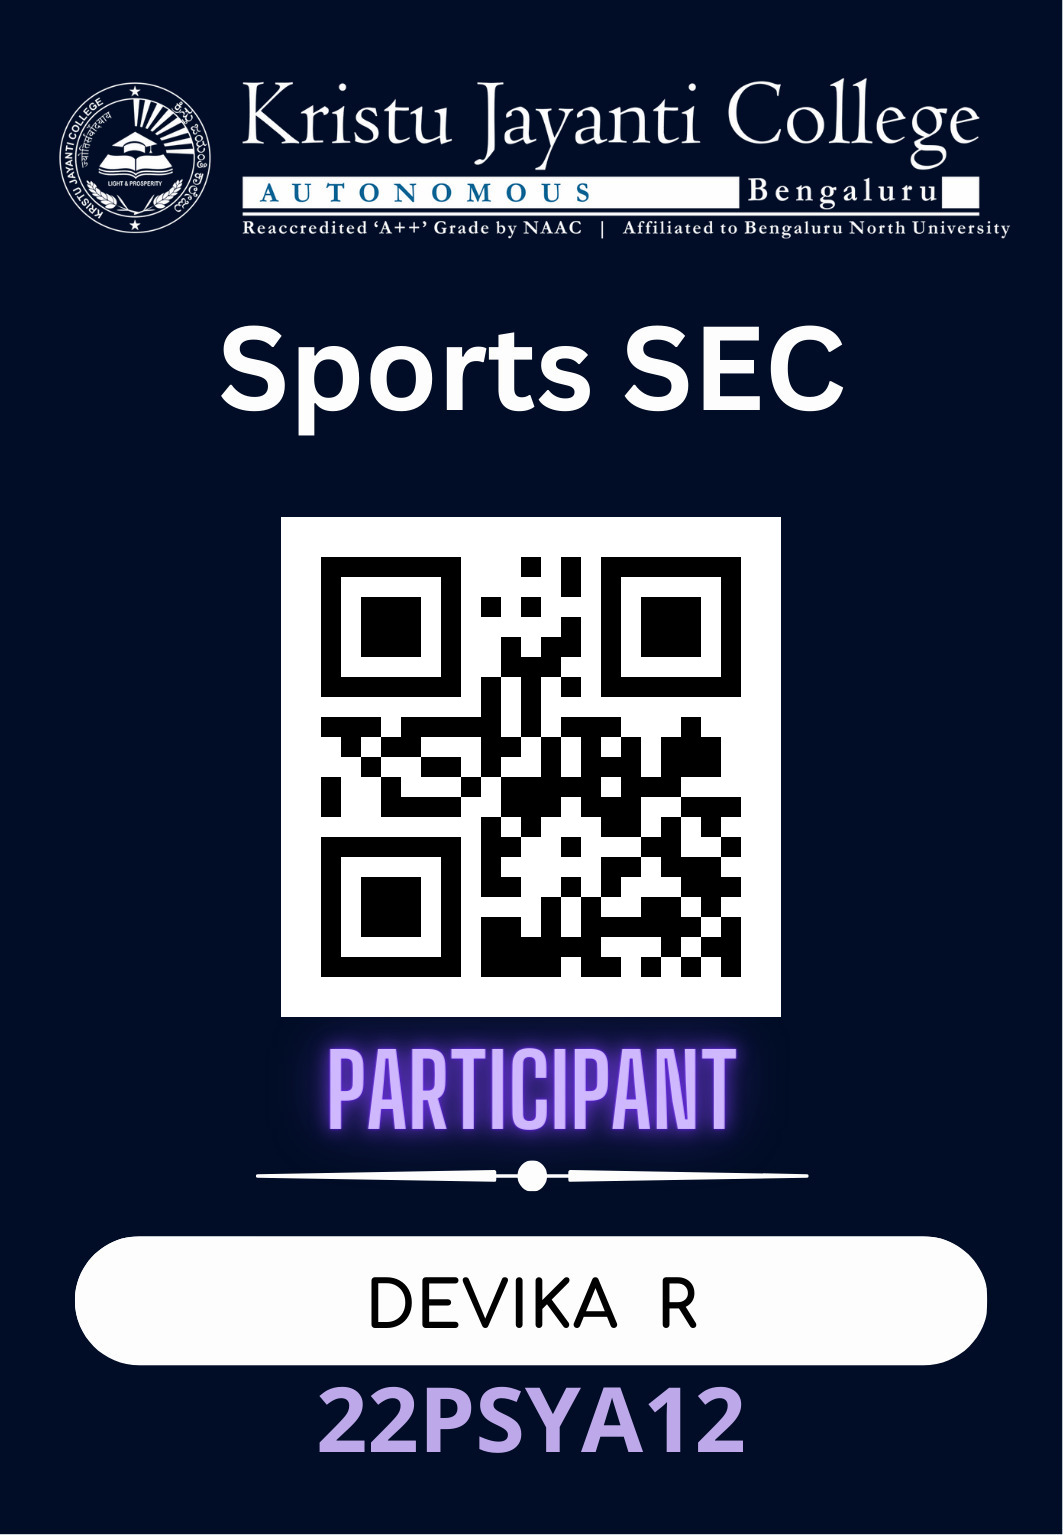 KRISTU JAYANTI COLLEGE
ಕ್ರಿಸ್ತು ಜಯಂತಿ ಕಾಲೇಜು
LIGHT & PROSPERITY
Kristu Jayanti College
AUTONOMOUS Bengaluru
Reaccredited ‘A++’ Grade by NAAC | Affiliated to Bengaluru North University
Sports SEC
PARTICIPANT
DEVIKA R
22PSYA12